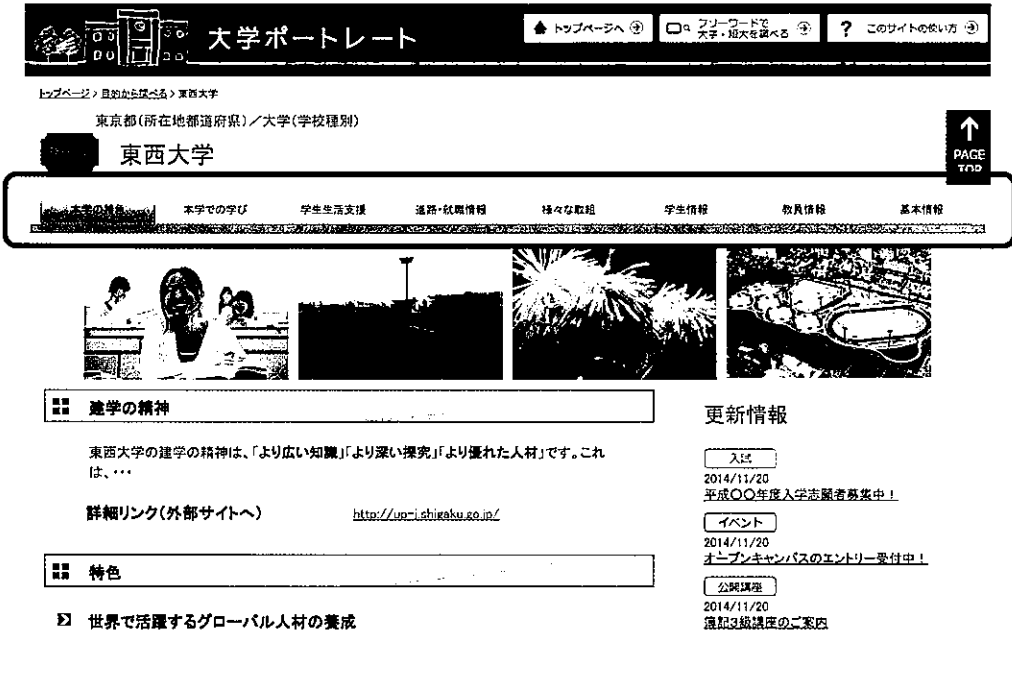 大学ポートレート
トップページへ
フリーワードで
大学・短大を調べる
? このサイトの使い方
トップページ > 目的から調べる > 東西大学
東京都(所在地都道府県)/大学(学校種別)
東西大学
PAGE
TOP
本学の特色 本学での学び 学生生活支援 進路・就職情報 様々な取組 学生情報 教員情報 基本情報
建学の精神
東西大学の建学の精神は、「より広い知識」「より深い探究」「より優れた人材」です。これ
は、・・・
詳細リンク(外部サイトへ) http://up-j.shigaku.go.jp/
特色
世界で活躍するグローバル人材の養成
更新情報
入試
2014/11/20
平成〇〇年度入学志願者募集中!
イベント
2014/11/20
オープンキャンパスのエントリー受付中!
公開講座
2014/11/20
簿記3級講座のご案内